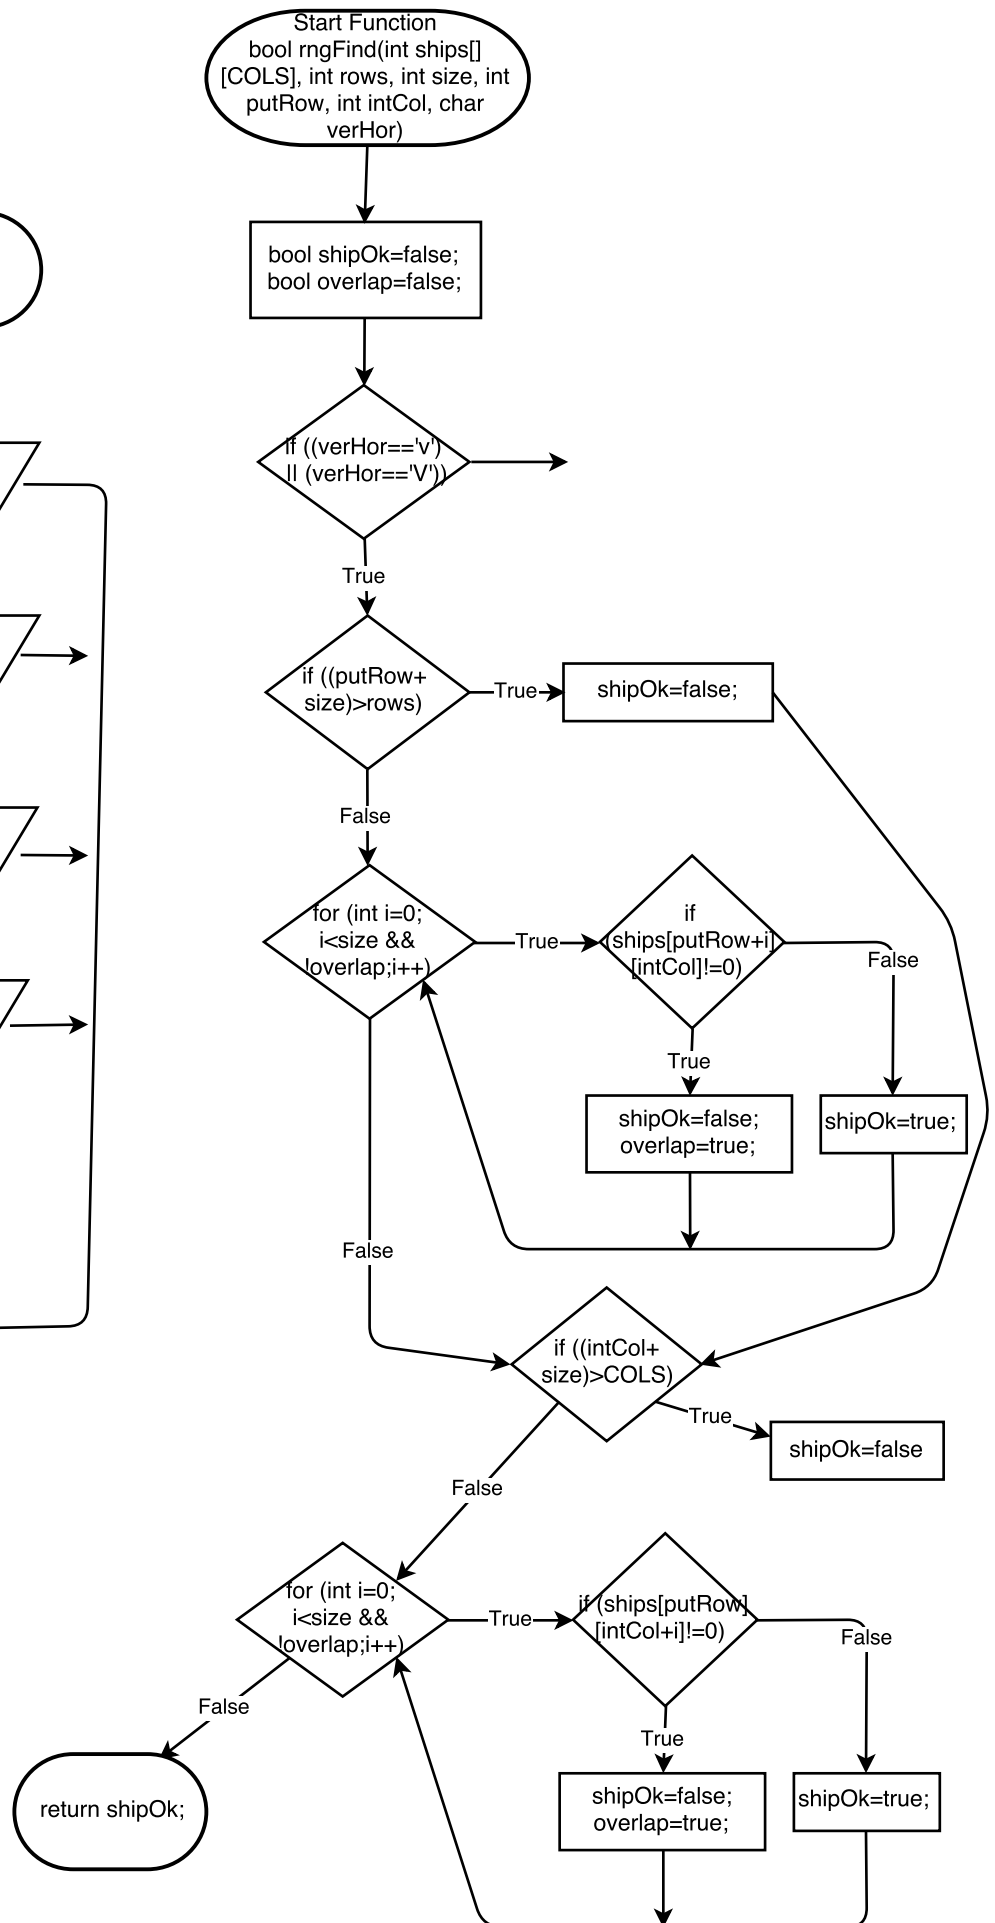 Start Function
bool rngFind(int ships[]
[COLS], int rows, int size, int
putRow, int intCol, char
verHor)
bool shipOk=false;
bool overlap=false;
if ((verHor=='v')
|| (verHor=='V'))
True
if ((putRow+
size)>rows)
True
shipOk=false;
False
for (int i=0;
i<size &&
!overlap;i++)
True
if
(ships[putRow+i]
[intCol]!=0)
False
True
shipOk=false;
overlap=true;
shipOk=true;
False
if ((intCol+
size)>COLS)
True
shipOk=false
False
for (int i=0;
i<size &&
!overlap;i++)
True
if (ships[putRow]
[intCol+i]!=0)
False
False
True
return shipOk;
shipOk=false;
overlap=true;
shipOk=true;